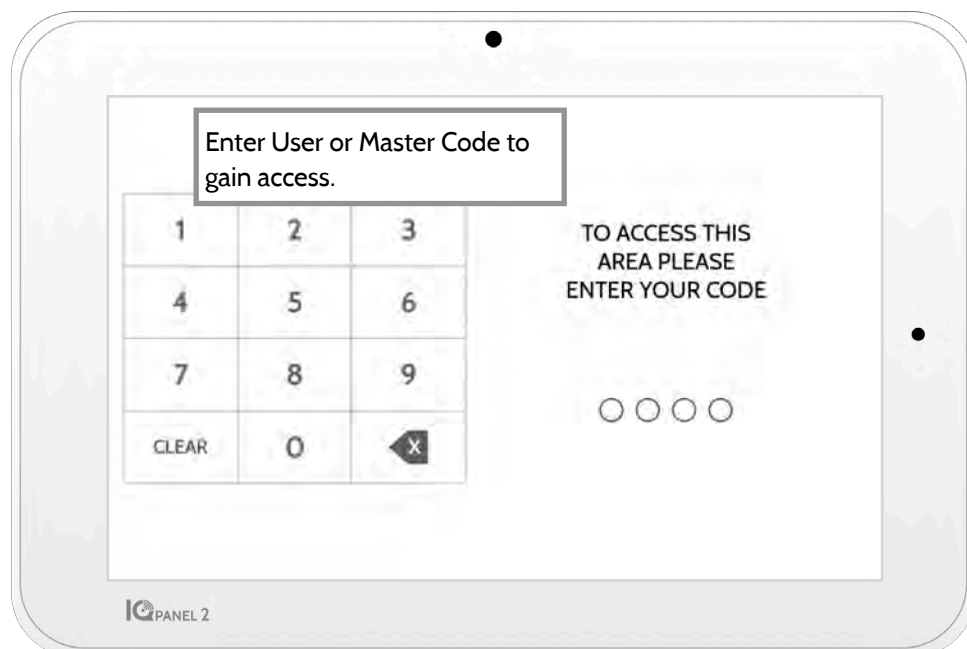 Enter User or Master Code to
gain access.
1 2 3
TO ACCESS THIS
AREA PLEASE
ENTER YOUR CODE
4 5 6
7 8 9
CLEAR 0 X
IQ PANEL 2